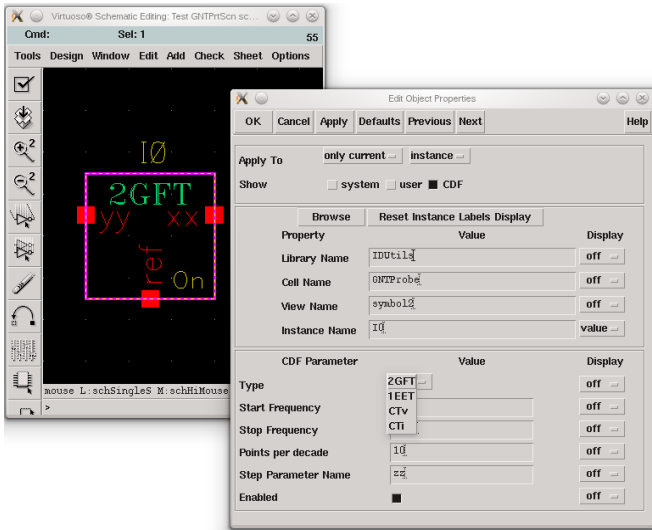 Virtuoso® Schematic Editing: Test GNTPrtScn sc...
Cmd: Sel: 1 55
Tools Design Window Edit Add Check Sheet Options
I0
2GFT
yy xx
ref
On
mouse L:schSingleS M:schHiMouse
>
Edit Object Properties
OK Cancel Apply Defaults Previous Next Help
Apply To only current instance
Show system user CDF
Browse Reset Instance Labels Display
Property Value Display
Library Name IDUtils off
Cell Name GNTProbe off
View Name symbol2 off
Instance Name I0 value
CDF Parameter Value Display
Type 2GFT off
1EET
Start Frequency off
CTv
Stop Frequency CTi off
Points per decade 10 off
Step Parameter Name zz off
Enabled off